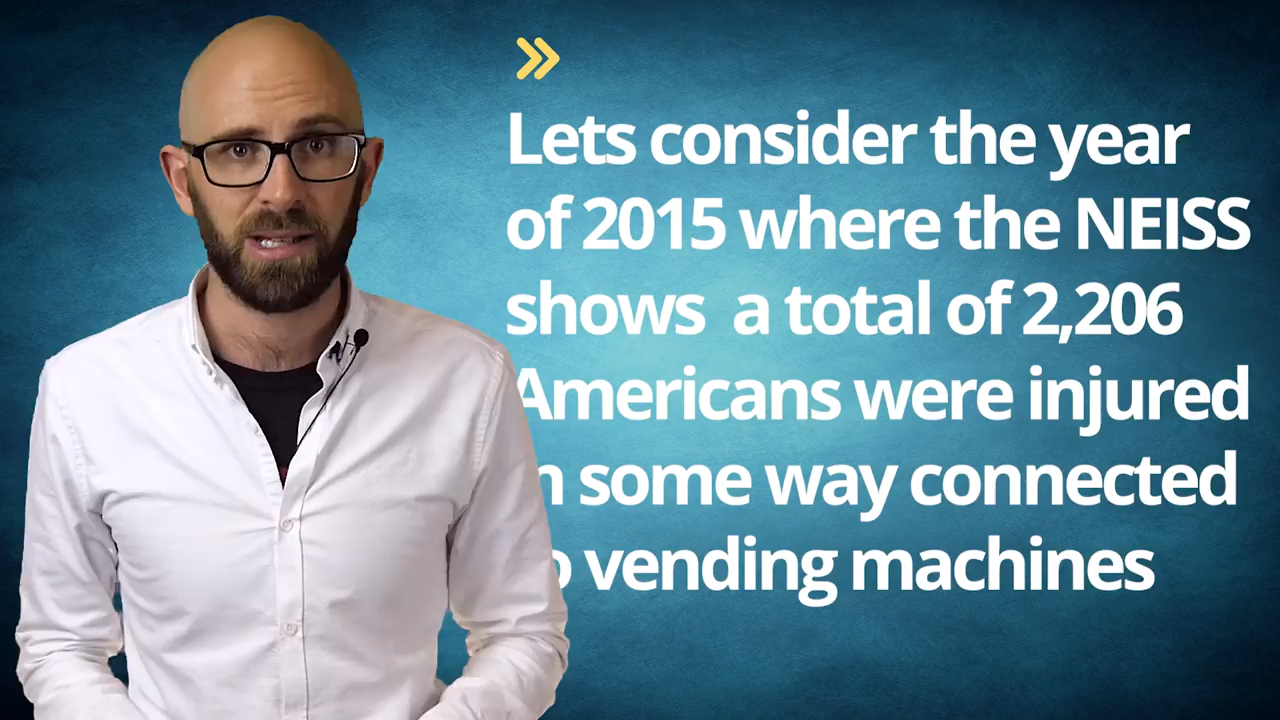 Lets consider the year
of 2015 where the NEISS
shows a total of 2,206
Americans were injured
some way connected
vending machines